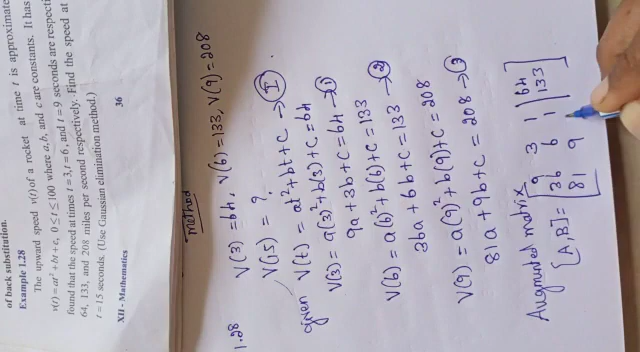 of back substitution.
Example 1.28
The upward speed v(t) of a rocket at time t is approximate
v(t) = at² + bt + c, 0 ≤ t ≤ 100 where a, b, and c are constants. It has
found that the speed at times t = 3, t = 6, and t = 9 seconds are respecti
64, 133, and 208 miles per second respectively. Find the speed at
t = 15 seconds. (Use Gaussian elimination method.)
XII - Mathematics
36
Method
1.28 V(3) = 64, V(6) = 133, V(9) = 208
V(15) = ?
given V(t) = at² + bt + c → Ⓘ
V(3) = a(3)² + b(3) + c = 64
9a + 3b + c = 64 → ①
V(6) = a(6)² + b(6) + c = 133
36a + 6b + c = 133 → ②
V(9) = a(9)² + b(9) + c = 208
81a + 9b + c = 208 → ③
Augmented matrix
[A, B] = [ 9 3 1 | 64
36 6 1 | 133
81 9 ]